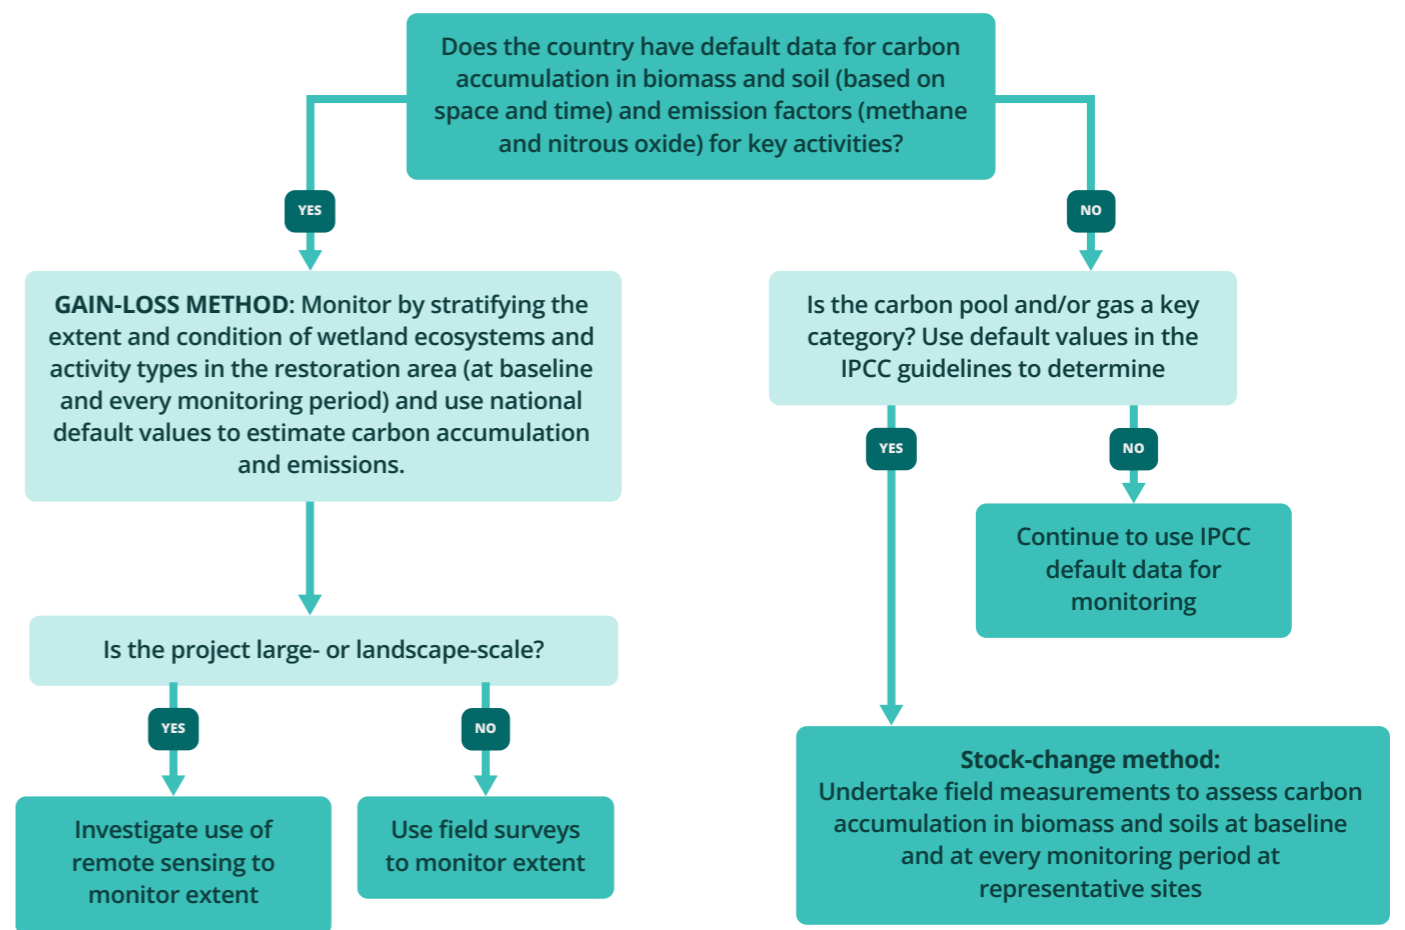 Does the country have default data for carbon
accumulation in biomass and soil (based on
space and time) and emission factors (methane
and nitrous oxide) for key activities?
YES
NO
GAIN-LOSS METHOD: Monitor by stratifying the
extent and condition of wetland ecosystems and
activity types in the restoration area (at baseline
and every monitoring period) and use national
default values to estimate carbon accumulation
and emissions.
Is the carbon pool and/or gas a key
category? Use default values in the
IPCC guidelines to determine
YES
NO
Continue to use IPCC
default data for
monitoring
Is the project large- or landscape-scale?
YES
NO
Investigate use of
remote sensing to
monitor extent
Use field surveys
to monitor extent
Stock-change method:
Undertake field measurements to assess carbon
accumulation in biomass and soils at baseline
and at every monitoring period at
representative sites